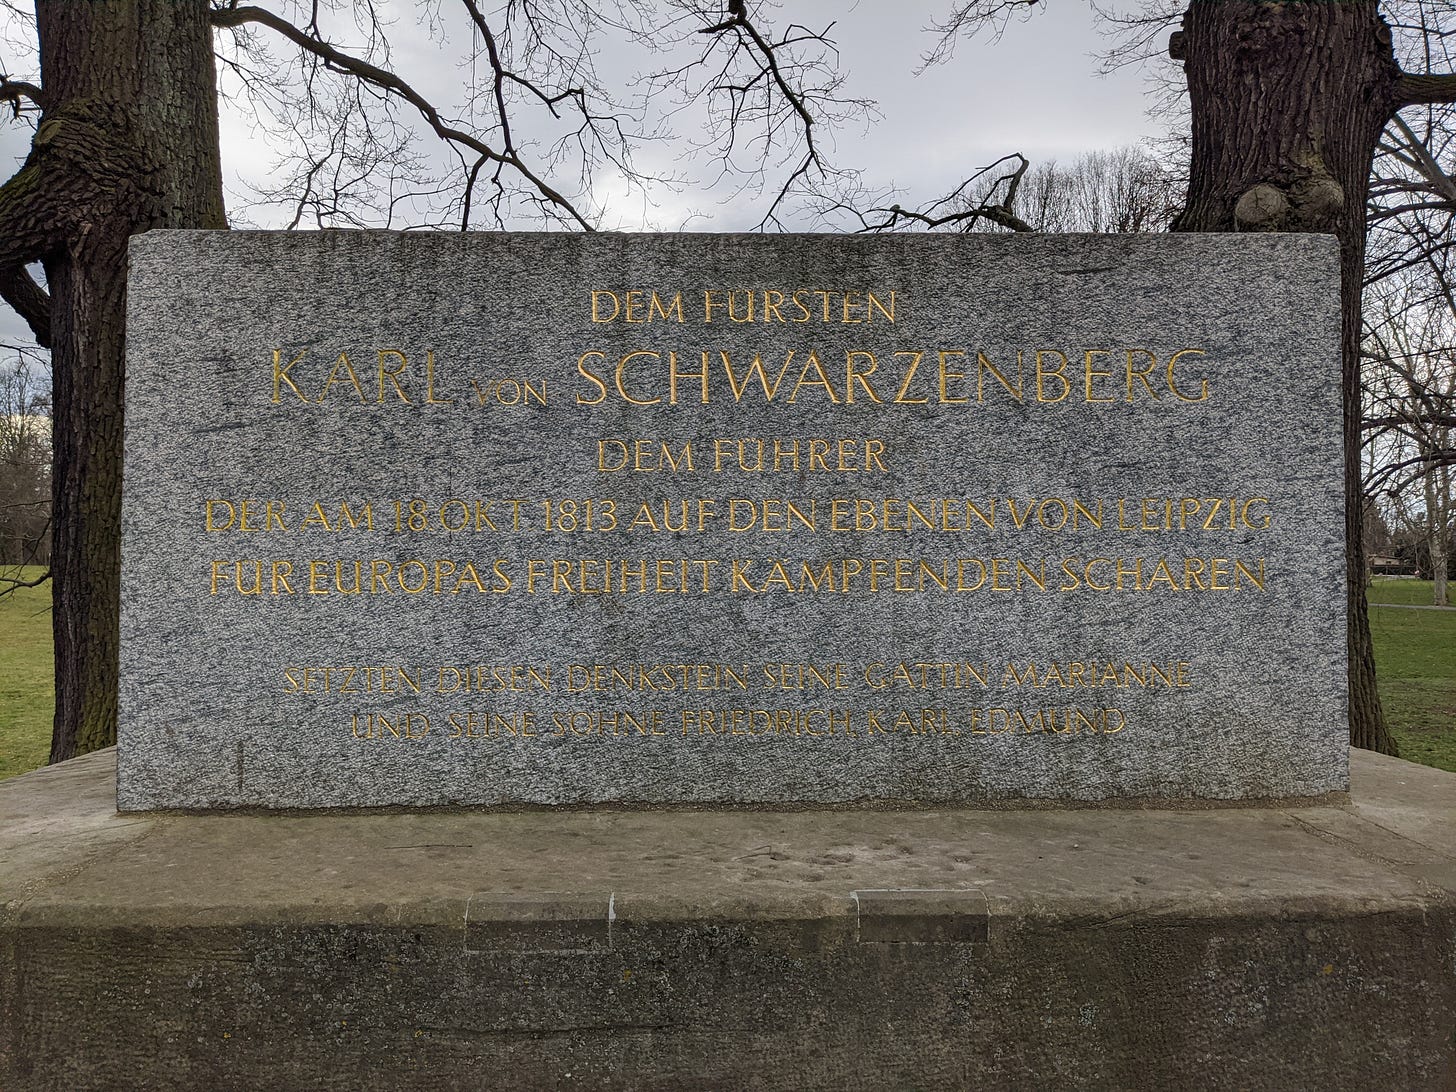 DEM FÜRSTEN
KARL VON SCHWARZENBERG
DEM FÜHRER
DER AM 18 OKT 1813 AUF DEN EBENEN VON LEIPZIG
FÜR EUROPAS FREIHEIT KÄMPFENDEN SCHAREN
SETZTEN DIESEN DENKSTEIN SEINE GATTIN MARIANNE
UND SEINE SÖHNE FRIEDRICH, KARL, EDMUND